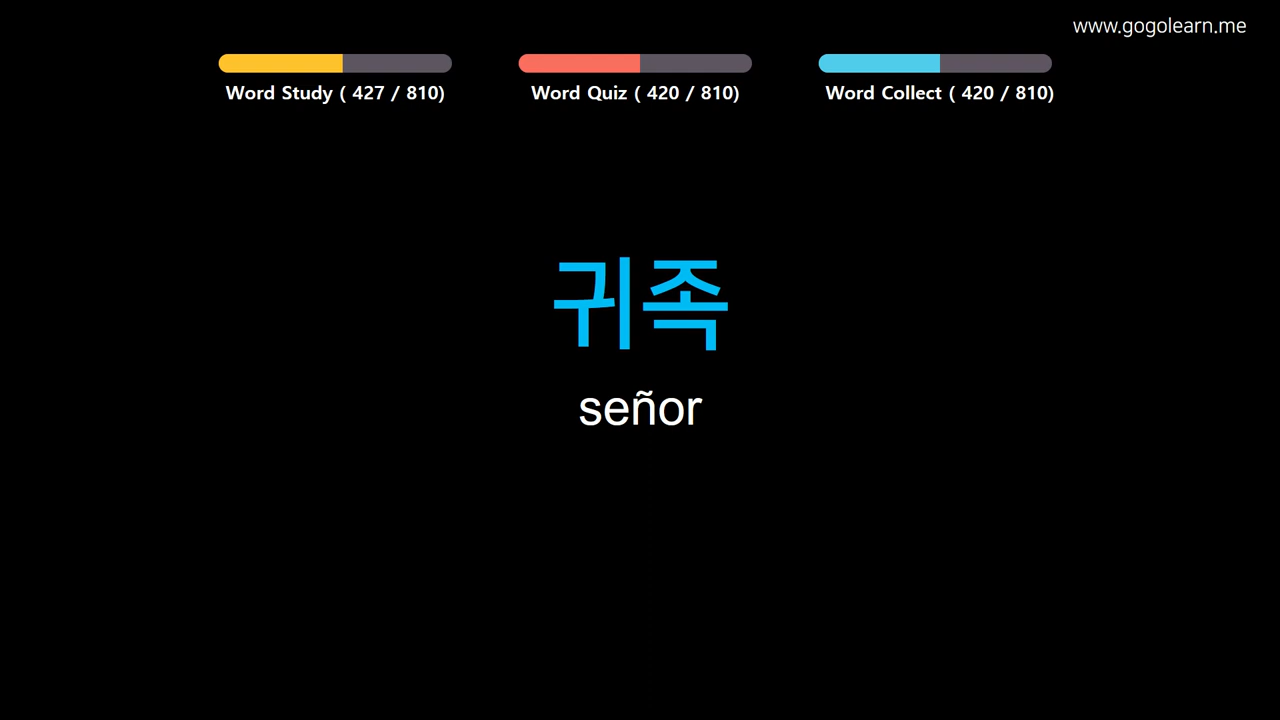 www.gogolearn.me
Word Study ( 427 / 810)
Word Quiz ( 420 / 810)
Word Collect ( 420 / 810)
귀족
señor